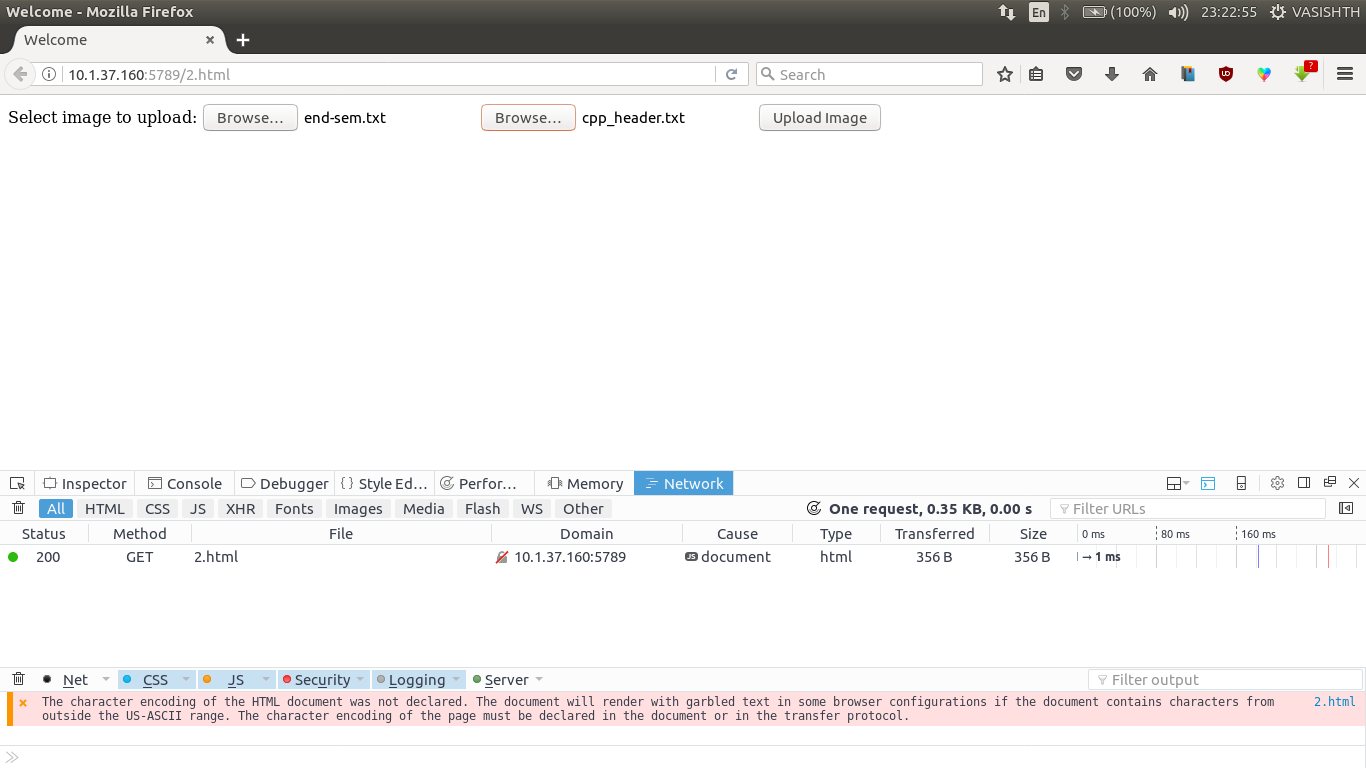 Welcome - Mozilla Firefox En (100%) 23:22:55 VASISHTH
Welcome
10.1.37.160:5789/2.html Search ?
Select image to upload: Browse... end-sem.txt Browse... cpp_header.txt Upload Image
Inspector Console Debugger Style Ed... Perfor... Memory Network
All HTML CSS JS XHR Fonts Images Media Flash WS Other One request, 0.35 KB, 0.00 s Filter URLs
Status Method File Domain Cause Transferred Type Size 0 ms 80 ms 160 ms
200 GET 2.html 10.1.37.160:5789 JS document html 356 B 356 B → 1 ms
Net CSS JS Security Logging Server Filter output
The character encoding of the HTML document was not declared. The document will render with garbled text in some browser configurations if the document contains characters from 2.html
outside the US-ASCII range. The character encoding of the page must be declared in the document or in the transfer protocol.